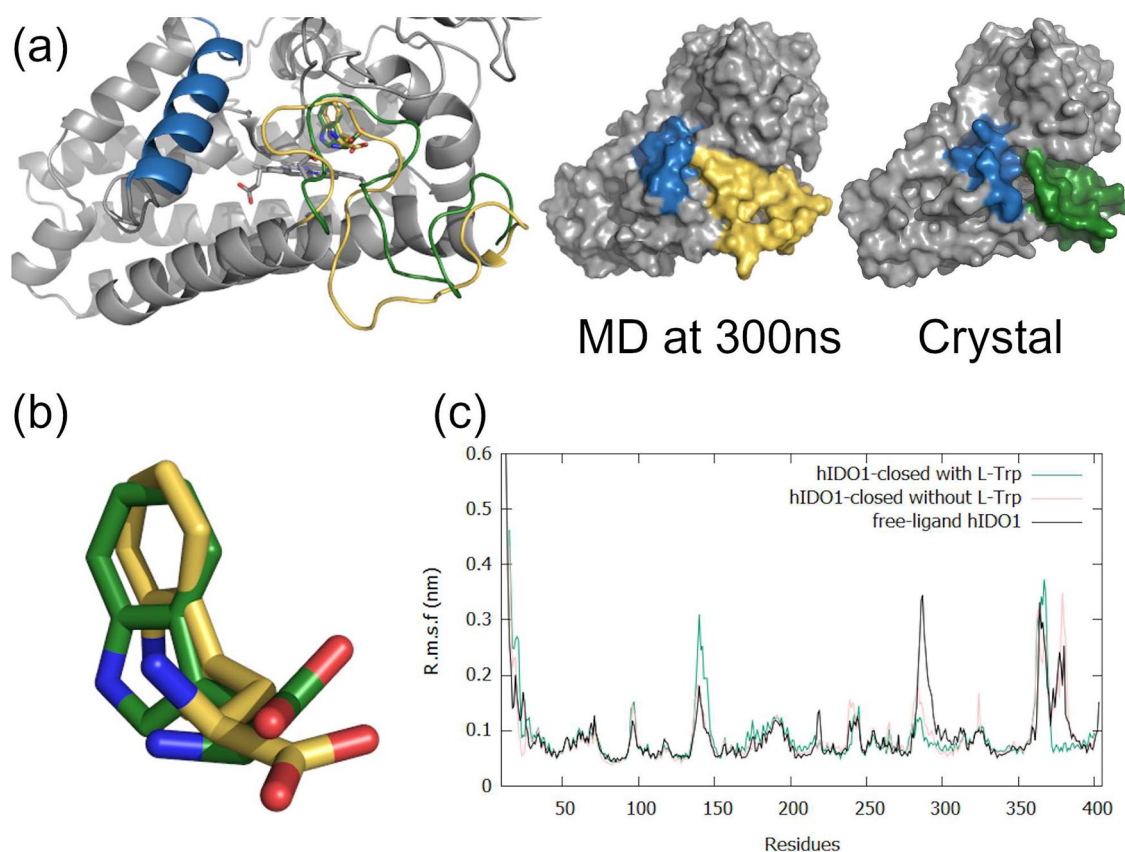 (a)
MD at 300ns
Crystal
(b)
(c)
0.6
0.5
0.4
0.3
0.2
0.1
0
R.m.s.f (nm)
hIDO1-closed with L-Trp
hIDO1-closed without L-Trp
free-ligand hIDO1
50
100
150
200
250
300
350
400
Residues